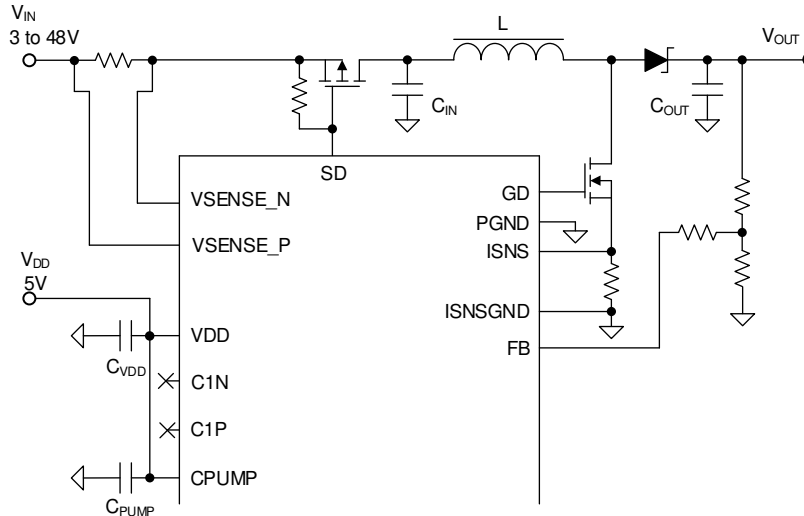 VIN
3 to 48V
L
VOUT
CIN
COUT
SD
VSENSE_N
GD
PGND
VSENSE_P
ISNS
VDD
5V
ISNSGND
VDD
FB
CVDD
C1N
C1P
CPUMP
CPUMP